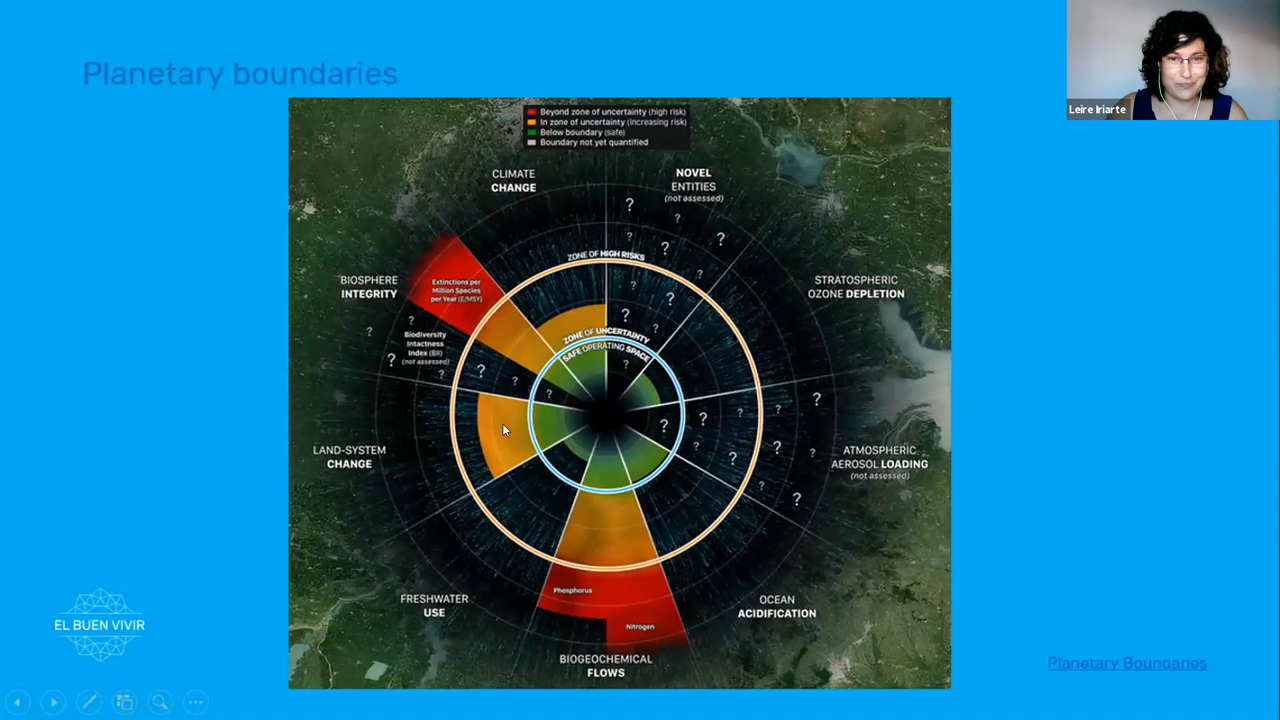 Planetary boundaries
Leire Iriarte
Beyond zone of uncertainty (high risk)
In zone of uncertainty (increasing risk)
Below boundary (safe)
Boundary not yet quantified
CLIMATE
CHANGE
NOVEL
ENTITIES
(not assessed)
? ? ? ? ? ? ? ? ? ? ? ?
ZONE OF HIGH RISKS
BIOSPHERE
INTEGRITY
Extinctions per
Million Species
per Year (E/MSY)
STRATOSPHERIC
OZONE DEPLETION
ZONE OF UNCERTAINTY
SAFE OPERATING SPACE
Biodiversity
Intactness
Index (BII)
(not assessed)
? ? ? ? ? ? ?
? ? ? ? ? ? ? ? ? ? ?
LAND-SYSTEM
CHANGE
ATMOSPHERIC
AEROSOL LOADING
(not assessed)
FRESHWATER
USE
OCEAN
ACIDIFICATION
Phosphorus
Nitrogen
BIOGEOCHEMICAL
FLOWS
EL BUEN VIVIR
Planetary Boundaries